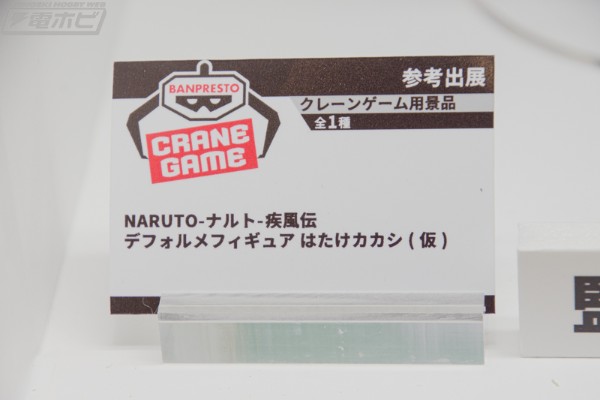 電ホビ
参考出展
BANPRESTO
クレーンゲーム用景品
全1種
CRANE
GAME
NARUTO-ナルト-疾風伝
デフォルメフィギュア はたけカカシ(仮)